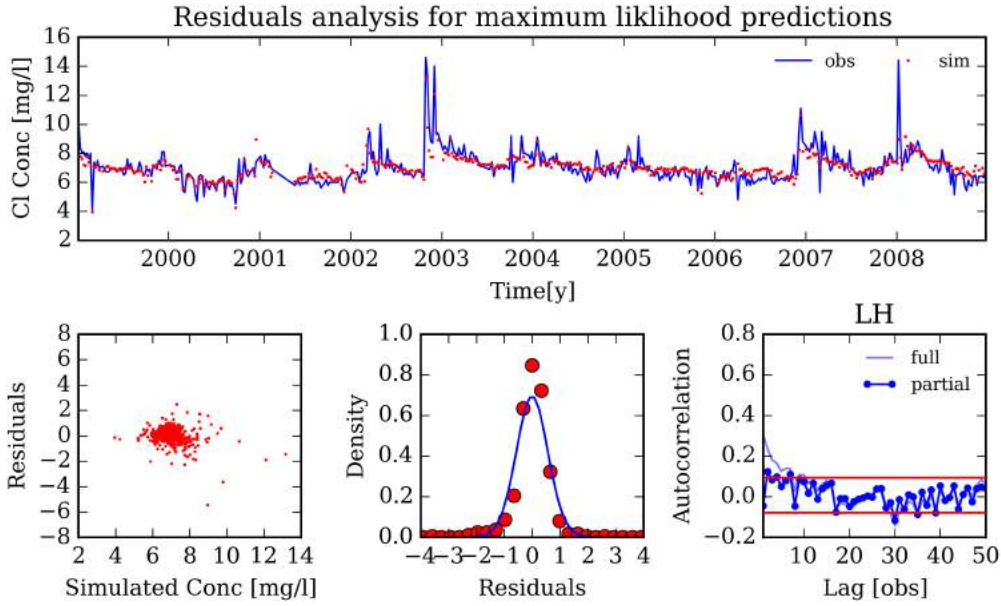 Residuals analysis for maximum liklihood predictions
16
14
12
10
8
6
4
2
Cl Conc [mg/l]
obs
sim
2000 2001 2002 2003 2004 2005 2006 2007 2008
Time[y]
8
6
4
2
0
−2
−4
−6
−8
Residuals
2 4 6 8 10 12 14
Simulated Conc [mg/l]
1.0
0.8
0.6
0.4
0.2
0.0
Density
−4 −3 −2 −1 0 1 2 3 4
Residuals
LH
0.8
0.6
0.4
0.2
0.0
−0.2
Autocorrelation
full
partial
10 20 30 40 50
Lag [obs]